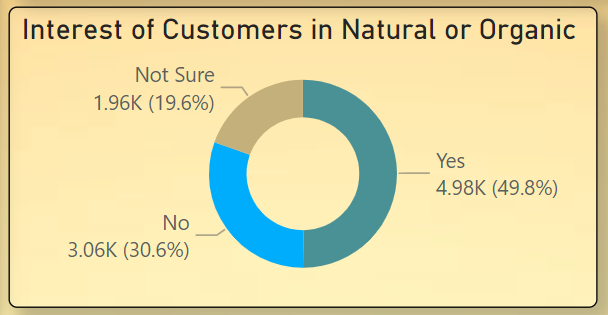 Interest of Customers in Natural or Organic
Not Sure
1.96K (19.6%)
Yes
4.98K (49.8%)
No
3.06K (30.6%)